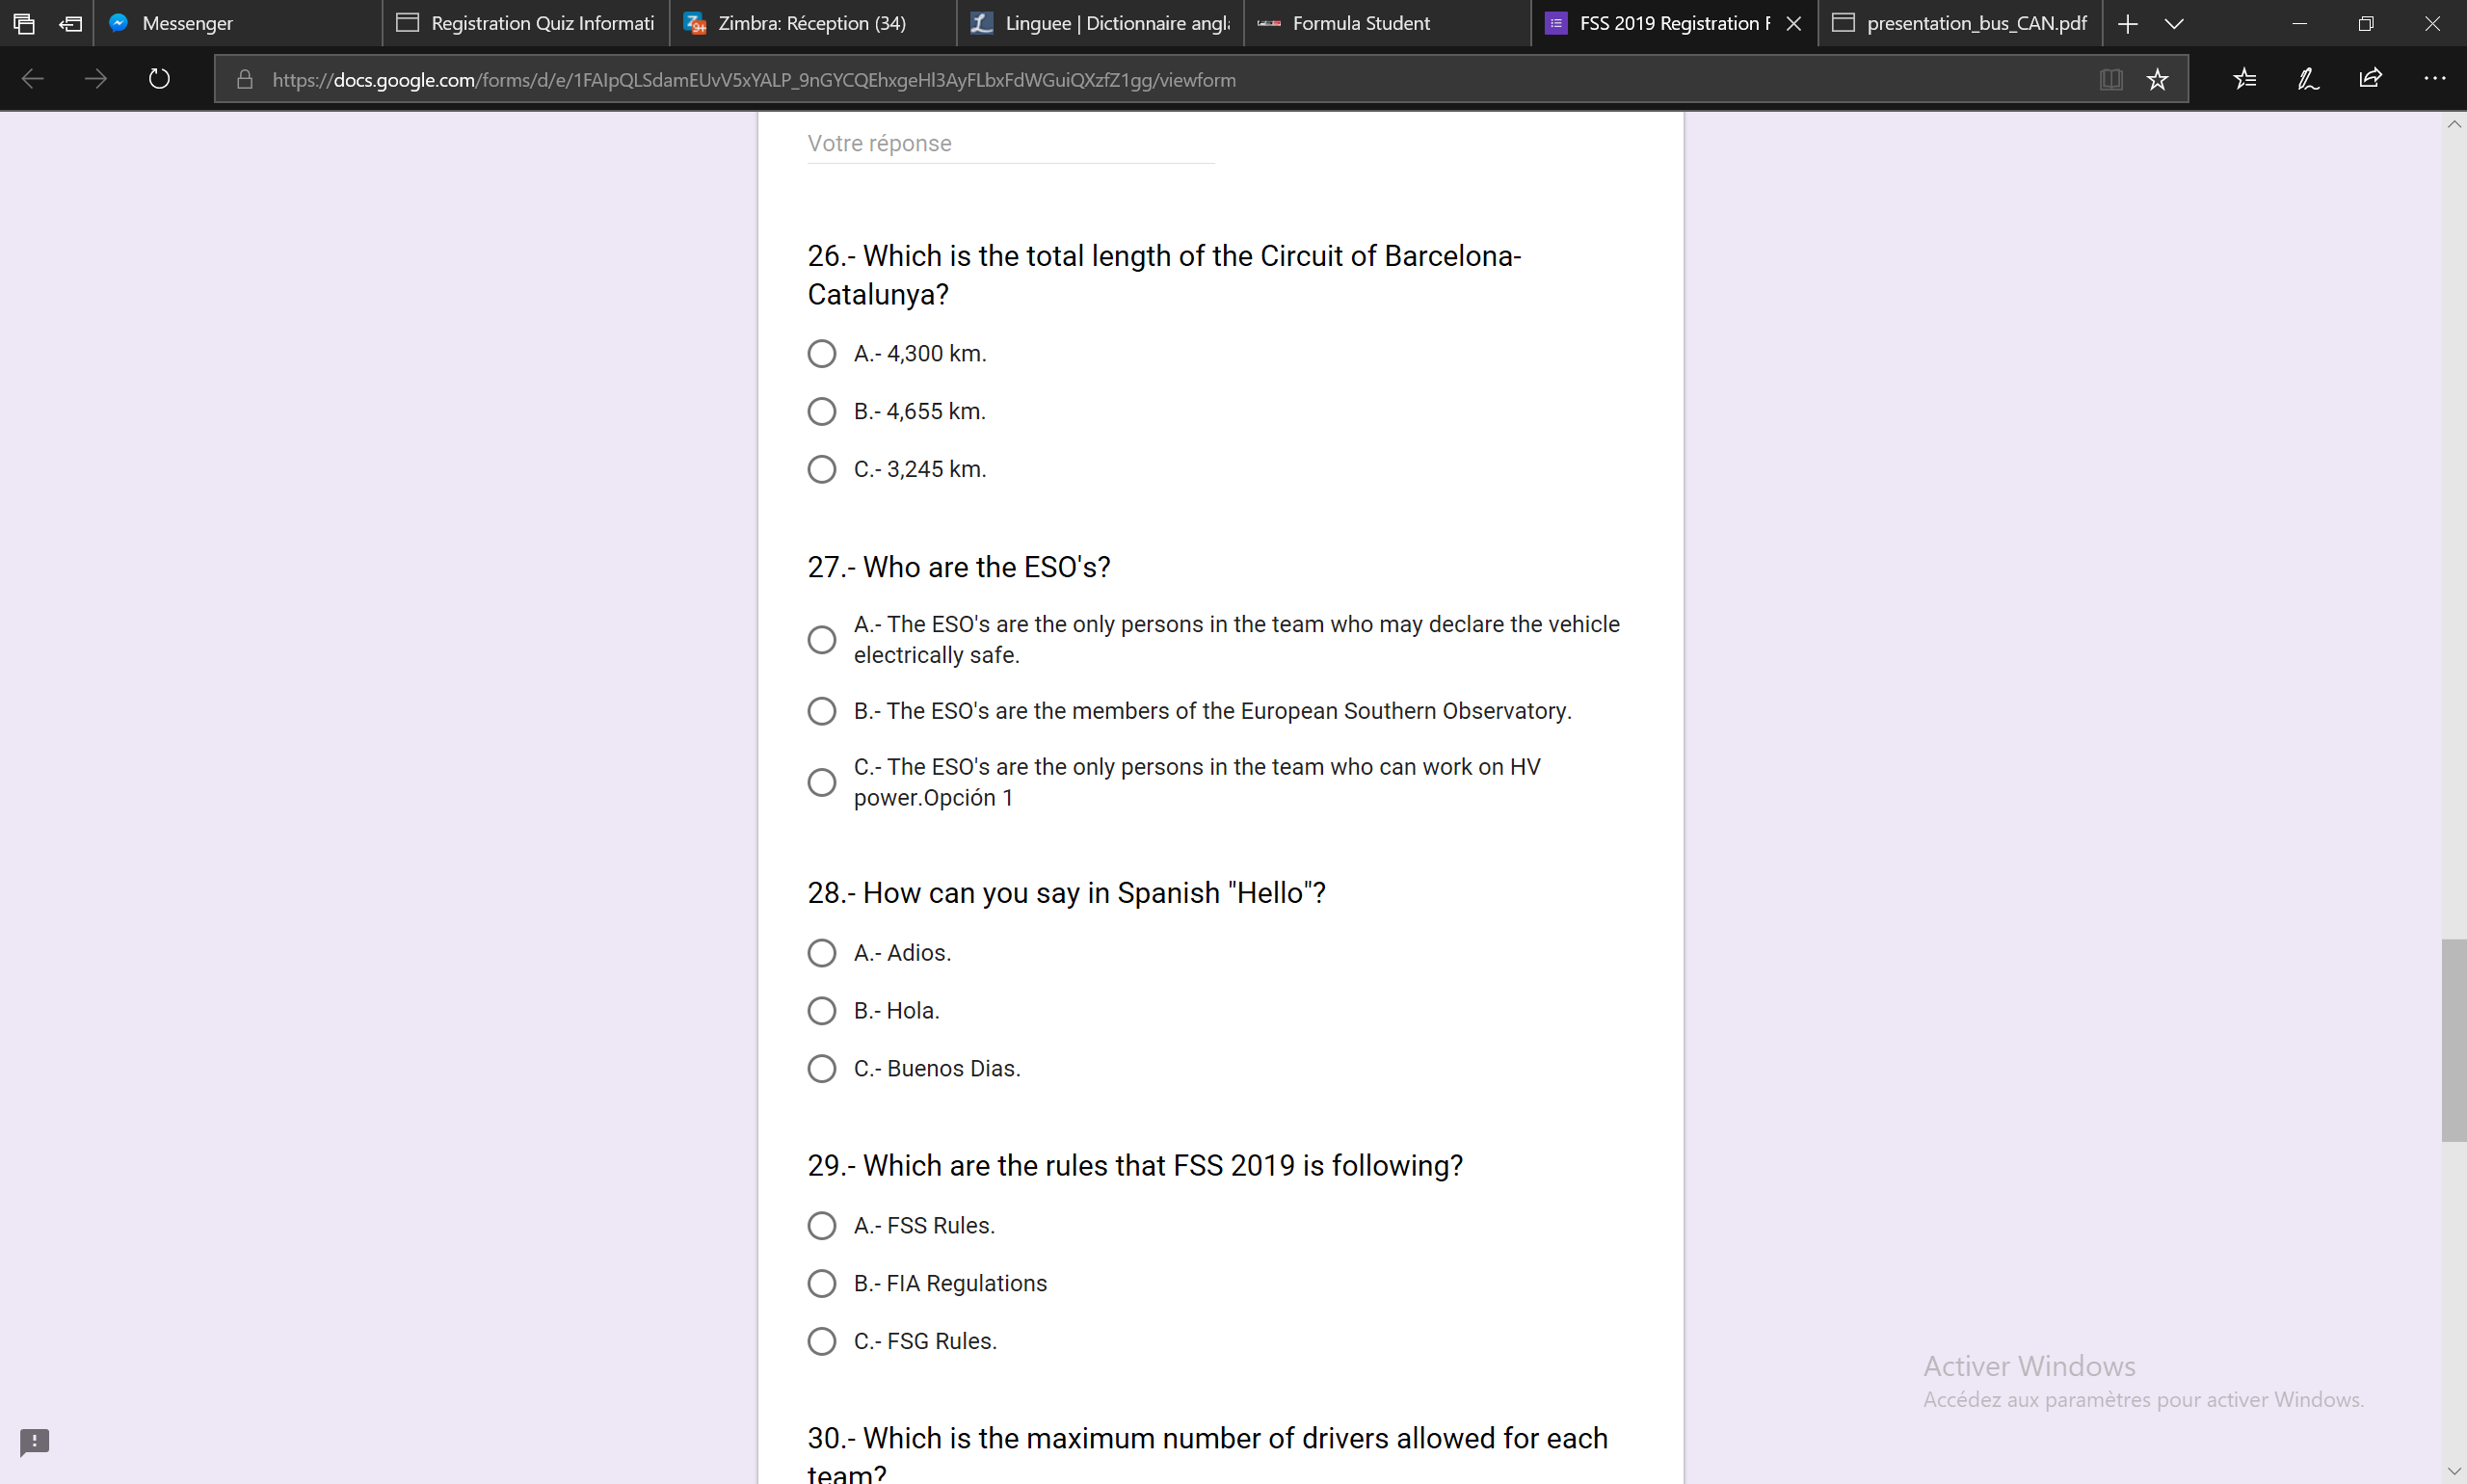 Messenger
Registration Quiz Informati
Zimbra: Réception (34)
Linguee | Dictionnaire angl
Formula Student
FSS 2019 Registration F
presentation_bus_CAN.pdf
https://docs.google.com/forms/d/e/1FAIpQLSdamEUvV5xYALP_9nGYCQEhxgeHl3AyFLbxFdWGuiQXzfZ1gg/viewform
Votre réponse
26.- Which is the total length of the Circuit of Barcelona-
Catalunya?
A.- 4,300 km.
B.- 4,655 km.
C.- 3,245 km.
27.- Who are the ESO's?
A.- The ESO's are the only persons in the team who may declare the vehicle
electrically safe.
B.- The ESO's are the members of the European Southern Observatory.
C.- The ESO's are the only persons in the team who can work on HV
power.Opción 1
28.- How can you say in Spanish "Hello"?
A.- Adios.
B.- Hola.
C.- Buenos Dias.
29.- Which are the rules that FSS 2019 is following?
A.- FSS Rules.
B.- FIA Regulations
C.- FSG Rules.
Activer Windows
Accédez aux paramètres pour activer Windows.
30.- Which is the maximum number of drivers allowed for each
team?